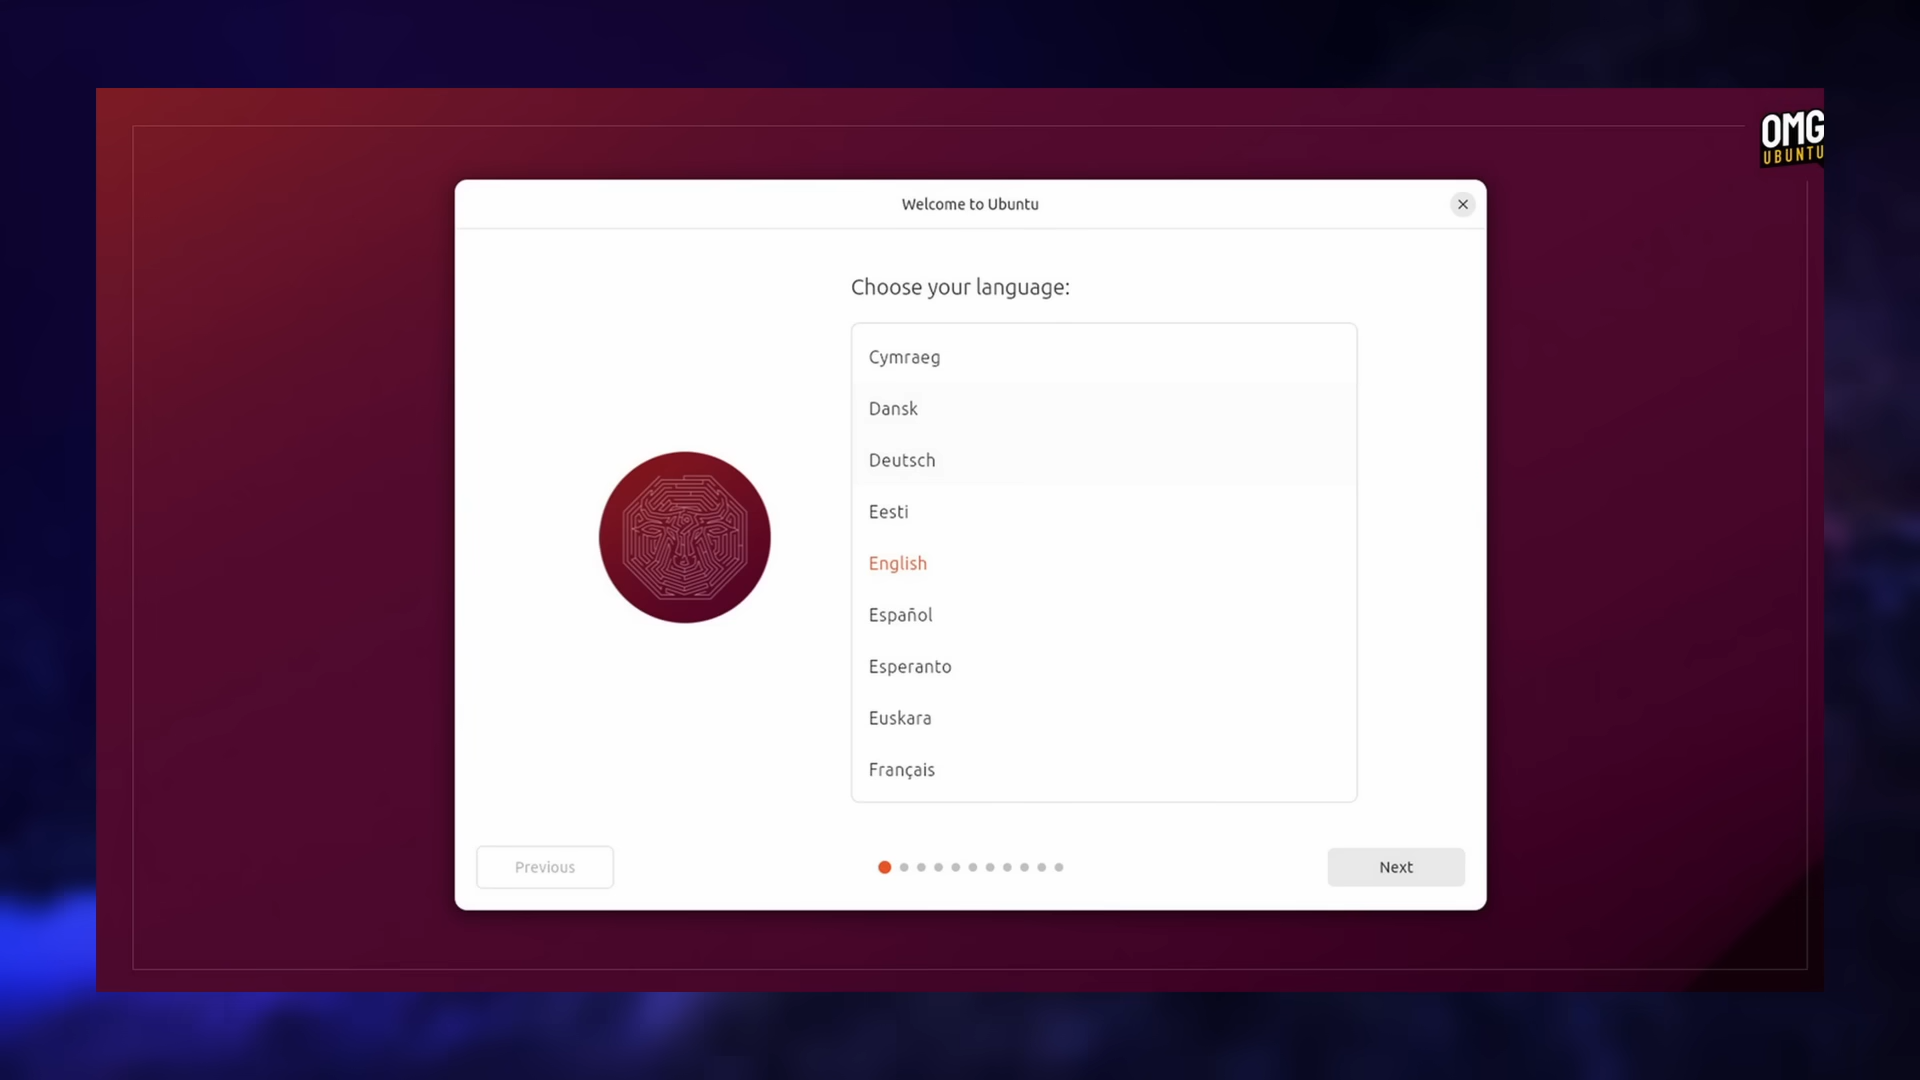 OMG
UBUNTU
Welcome to Ubuntu
Choose your language:
Cymraeg
Dansk
Deutsch
Eesti
English
Español
Esperanto
Euskara
Français
Previous
Next